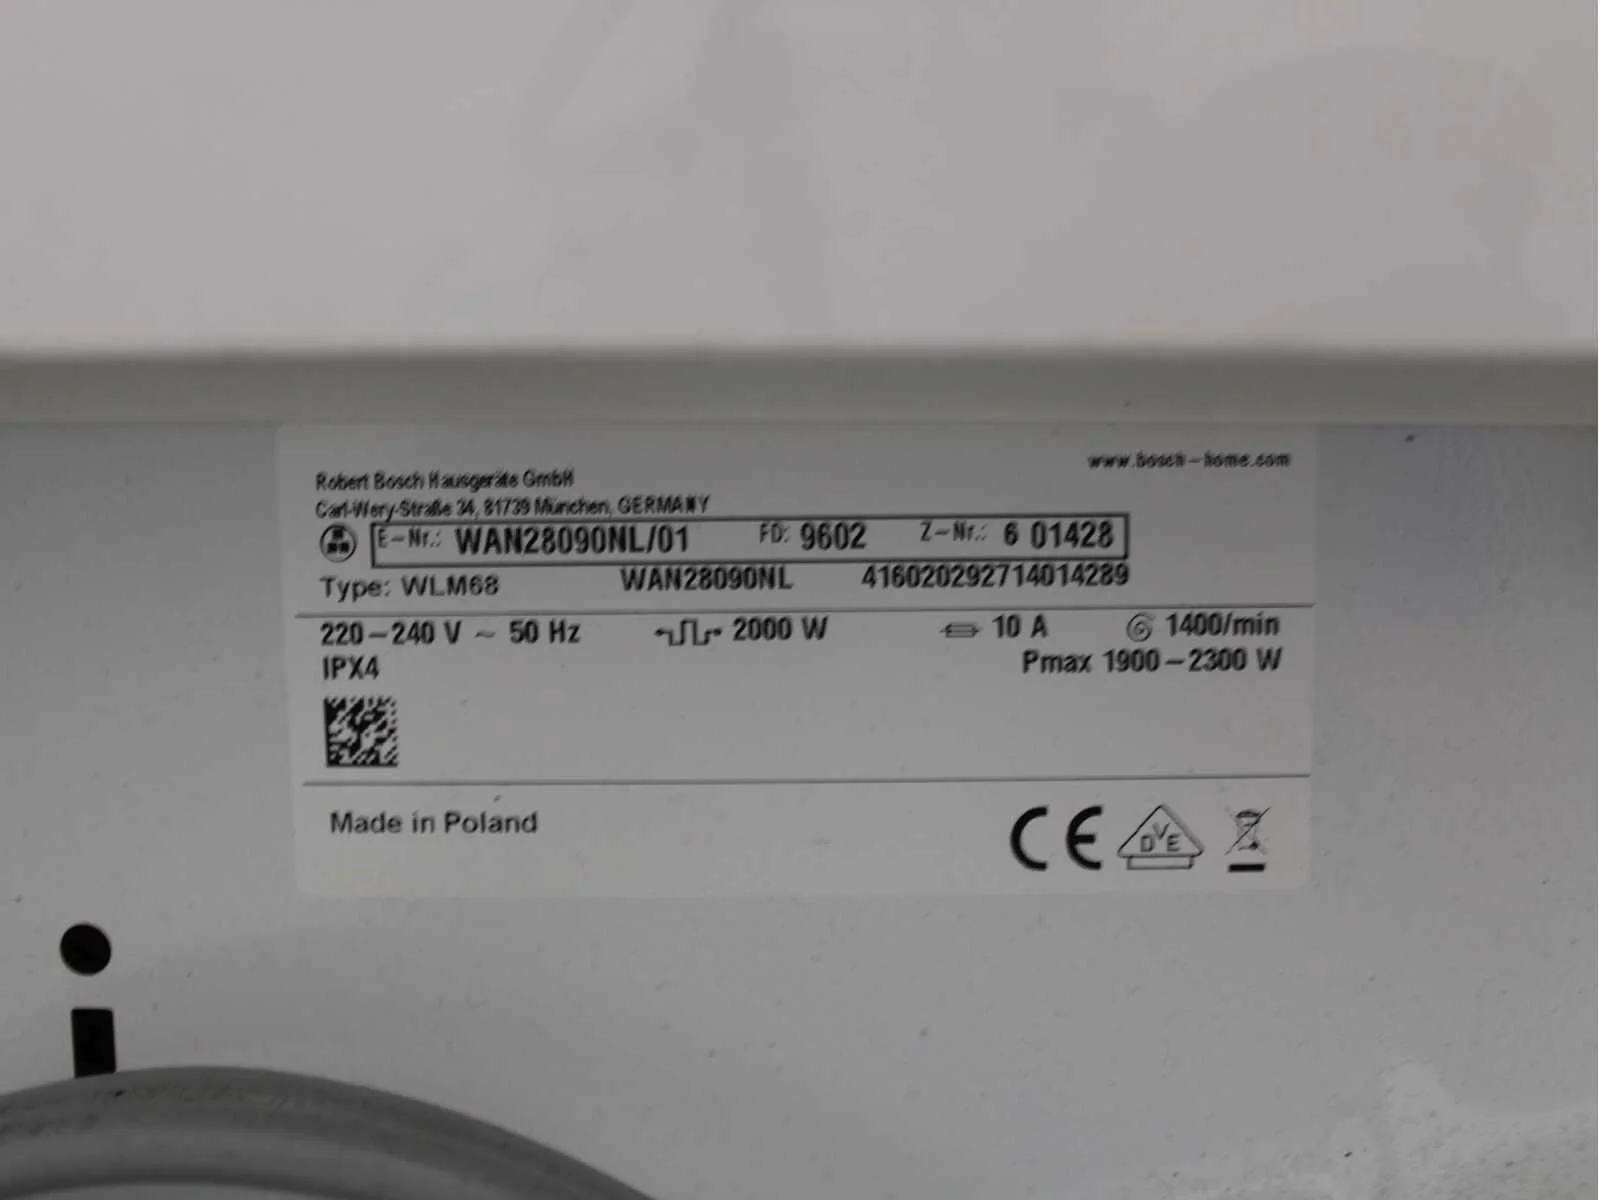 Robert Bosch Hausgeräte GmbH
www.bosch-home.com
Carl-Wery-Straße 34, 81739 München, GERMANY
E-Nr.: WAN28090NL/01 FD: 9602 Z-Nr.: 6 01428
Type: WLM68 WAN28090NL 416020292714014289
220-240 V ~ 50 Hz 2000 W 10 A 1400/min
IPX4 Pmax 1900-2300 W
Made in Poland
CE DVE